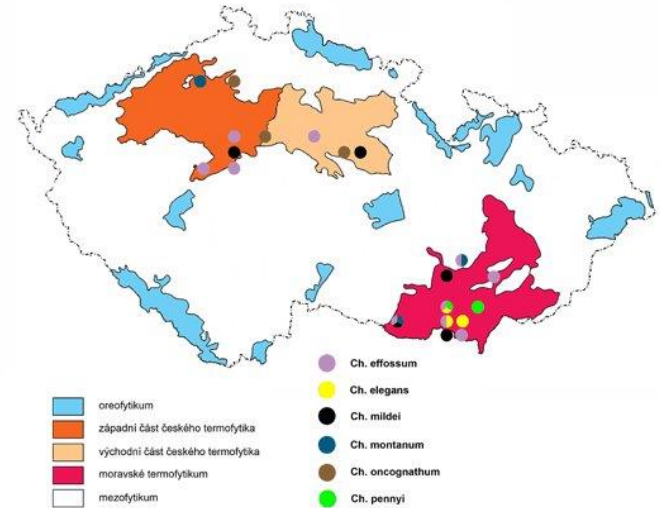 oreofytikum
západní část českého termofytika
východní část českého termofytika
moravské termofytikum
mezofytikum
Ch. effossum
Ch. elegans
Ch. mildei
Ch. montanum
Ch. oncognathum
Ch. pennyi